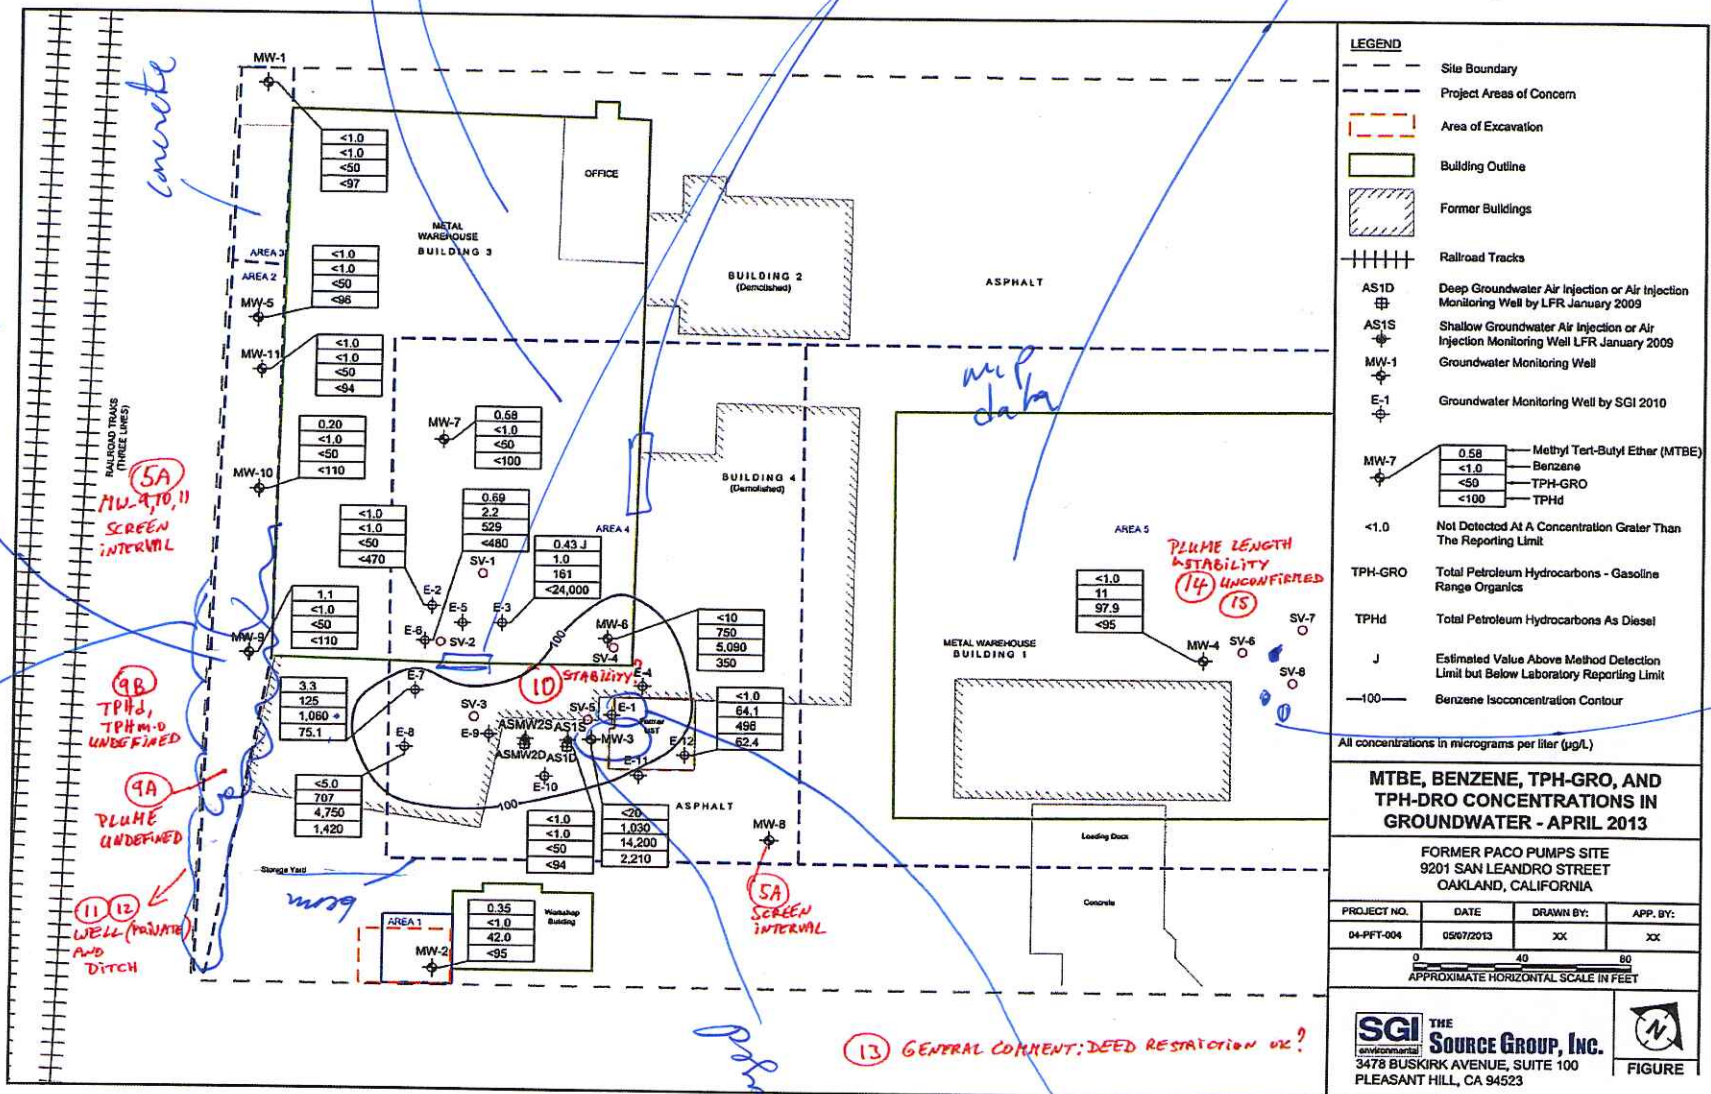 MW-1
concrete
<1.0
<1.0
<50
<97
OFFICE
METAL
WAREHOUSE
BUILDING 3
AREA 3
AREA 2
<1.0
<1.0
<50
<96
MW-5
BUILDING 2
(Demolished)
ASPHALT
MW-11
<1.0
<1.0
<50
<94
MIP
data
RAILROAD TRAKS
(THREE LINES)
MW-7
0.58
<1.0
<50
<100
0.20
<1.0
<50
<110
MW-10
5A
MW-9,10,11
SCREEN
INTERVAL
BUILDING 4
(Demolished)
0.69
2.2
529
<480
<1.0
<1.0
<50
<470
AREA 4
0.43 J
1.0
161
<24,000
SV-1
E-2
E-5
E-3
E-6
SV-2
100
MW-6
SV-4
<10
750
5,090
350
1.1
<1.0
<50
<110
MW-9
AREA 5
PLUME LENGTH
& STABILITY
14 UNCONFIRMED
15
<1.0
11
97.9
<95
MW-4
SV-6
SV-7
SV-8
METAL WAREHOUSE
BUILDING 1
9B
TPHd,
TPHm.o
UNDEFINED
3.3
125
1,060
75.1
E-7
10 STABILITY
E-4
<1.0
64.1
496
62.4
SV-3
SV-5
E-1
Former
UST
E-8
E-9
ASMW2S
AS1S
MW-3
E-12
ASMW2D
AS1D
E-10
E-11
9A
PLUME
UNDEFINED
<5.0
707
4,750
1,420
100
ASPHALT
<1.0
<1.0
<50
<94
<20
1,030
14,200
2,210
MW-8
5A
SCREEN
INTERVAL
Loading Dock
Concrete
Storage Yard
berm
11 12
WELL (PRIVATE)
AND
DITCH
AREA 1
MW-2
0.35
<1.0
42.0
<95
Workshop
Building
13 GENERAL COMMENT: DEED RESTRICTION OK?
LEGEND
Site Boundary
Project Areas of Concern
Area of Excavation
Building Outline
Former Buildings
Railroad Tracks
AS1D Deep Groundwater Air Injection or Air Injection
Monitoring Well by LFR January 2009
AS1S Shallow Groundwater Air Injection or Air
Injection Monitoring Well LFR January 2009
MW-1 Groundwater Monitoring Well
E-1 Groundwater Monitoring Well by SGI 2010
MW-7
0.58 Methyl Tert-Butyl Ether (MTBE)
<1.0 Benzene
<50 TPH-GRO
<100 TPHd
<1.0 Not Detected At A Concentration Grater Than
The Reporting Limit
TPH-GRO Total Petroleum Hydrocarbons - Gasoline
Range Organics
TPHd Total Petroleum Hydrocarbons As Diesel
J Estimated Value Above Method Detection
Limit but Below Laboratory Reporting Limit
100 Benzene Isoconcentration Contour
All concentrations in micrograms per liter (µg/L)
MTBE, BENZENE, TPH-GRO, AND
TPH-DRO CONCENTRATIONS IN
GROUNDWATER - APRIL 2013
FORMER PACO PUMPS SITE
9201 SAN LEANDRO STREET
OAKLAND, CALIFORNIA
PROJECT NO. DATE DRAWN BY: APP. BY:
04-PFT-004 05/07/2013 XX XX
0 40 80
APPROXIMATE HORIZONTAL SCALE IN FEET
SGI THE
environmental SOURCE GROUP, INC.
3478 BUSKIRK AVENUE, SUITE 100
PLEASANT HILL, CA 94523
N
FIGURE